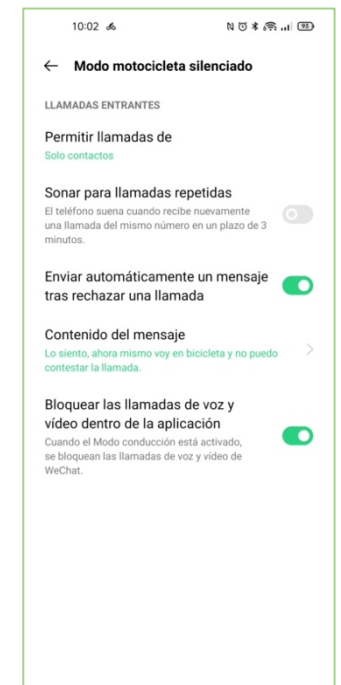 10:02
93
Modo motocicleta silenciado
LLAMADAS ENTRANTES
Permitir llamadas de
Solo contactos
Sonar para llamadas repetidas
El teléfono suena cuando recibe nuevamente
una llamada del mismo número en un plazo de 3
minutos.
Enviar automáticamente un mensaje
tras rechazar una llamada
Contenido del mensaje
Lo siento, ahora mismo voy en bicicleta y no puedo
contestar la llamada.
Bloquear las llamadas de voz y
vídeo dentro de la aplicación
Cuando el Modo conducción está activado,
se bloquean las llamadas de voz y vídeo de
WeChat.